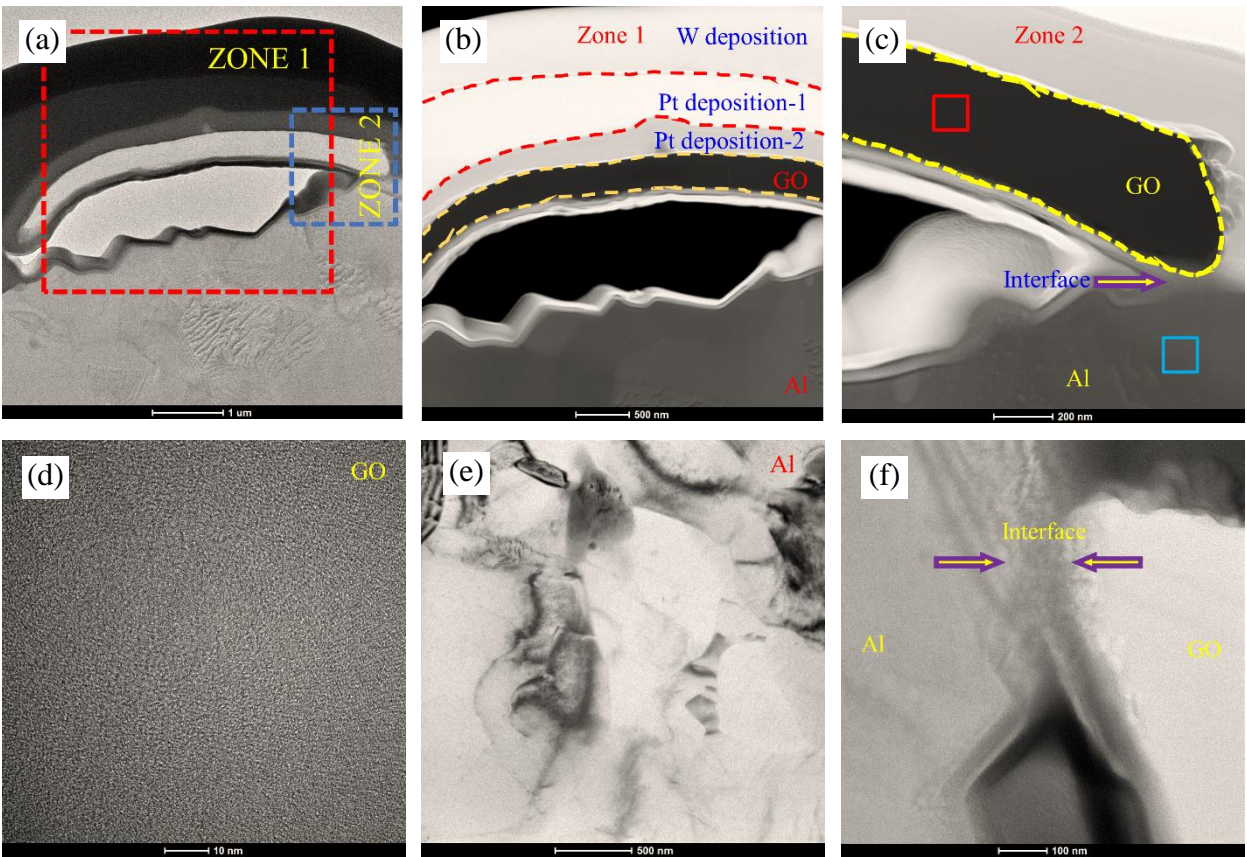 (a)
ZONE 1
ZONE 2
1 um
(b)
Zone 1
W deposition
Pt deposition-1
Pt deposition-2
GO
Al
500 nm
(c)
Zone 2
GO
Interface
Al
200 nm
(d)
GO
10 nm
(e)
Al
500 nm
(f)
Interface
Al
GO
100 nm